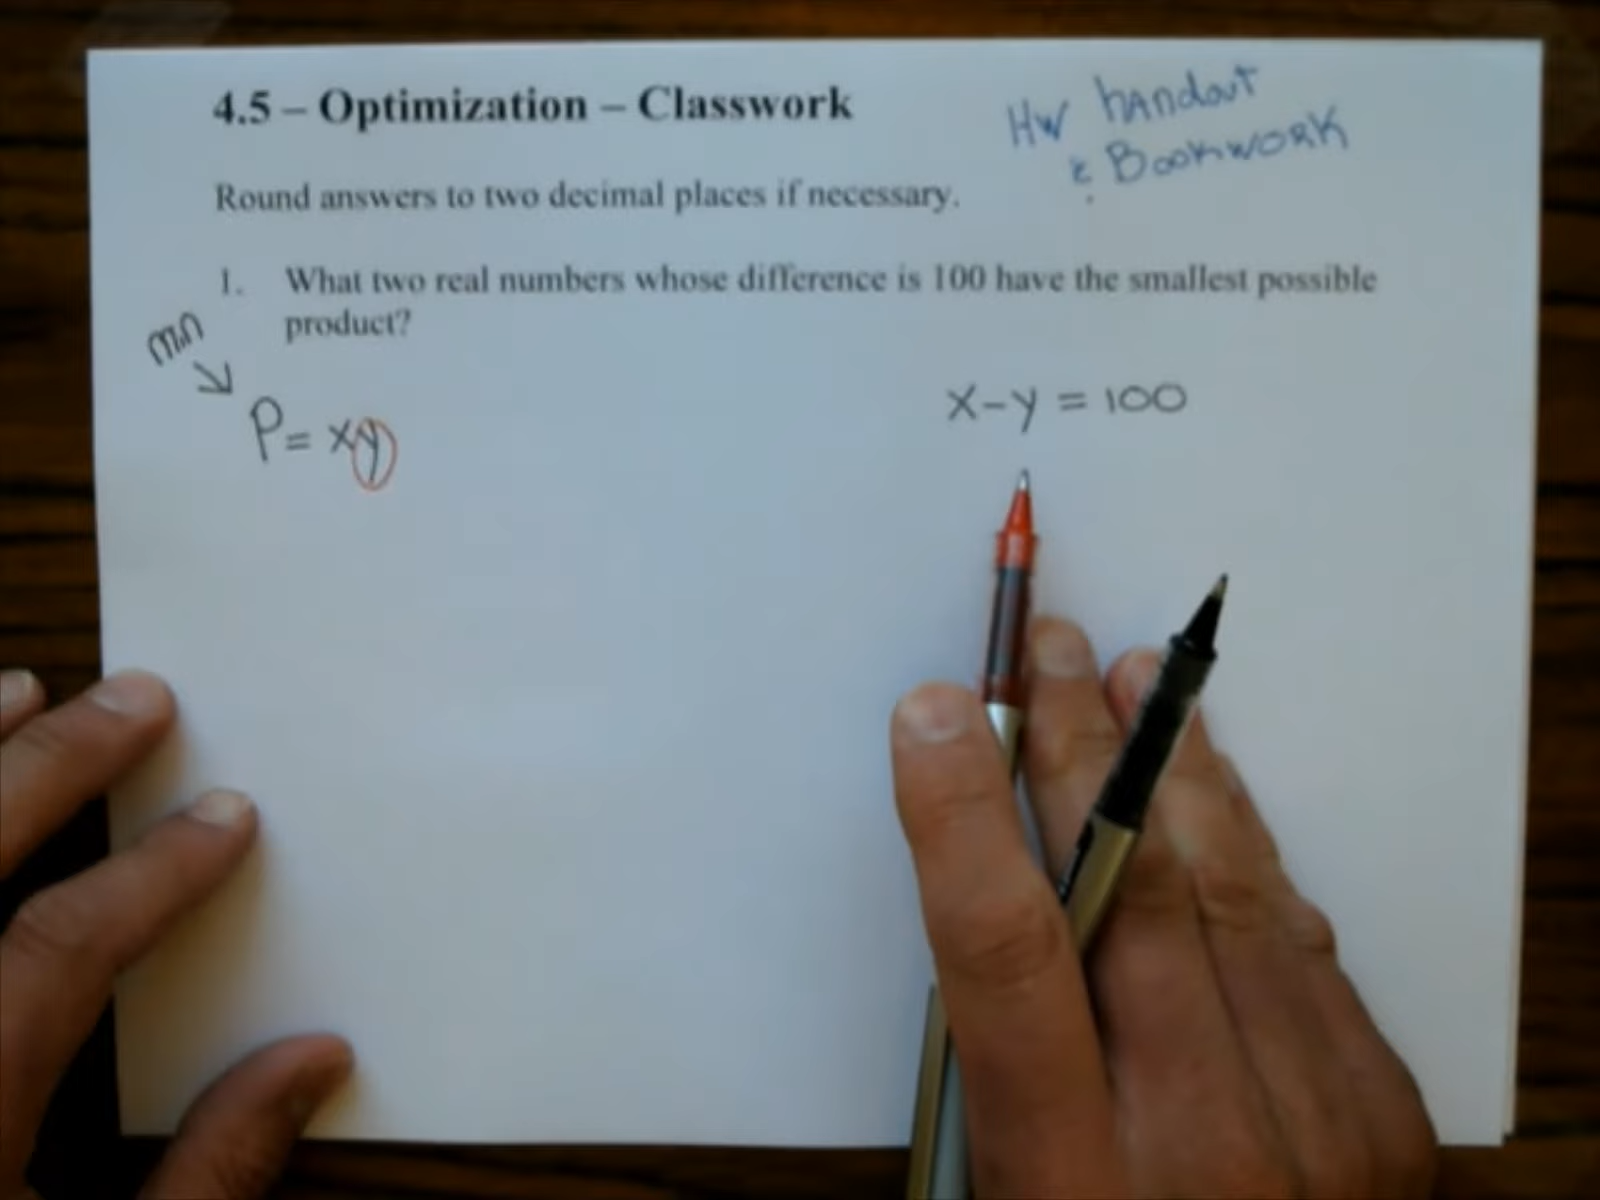 4.5 – Optimization – Classwork
HW handout
& Bookwork
Round answers to two decimal places if necessary.
1. What two real numbers whose difference is 100 have the smallest possible
product?
min
↘
P = xy
x - y = 100